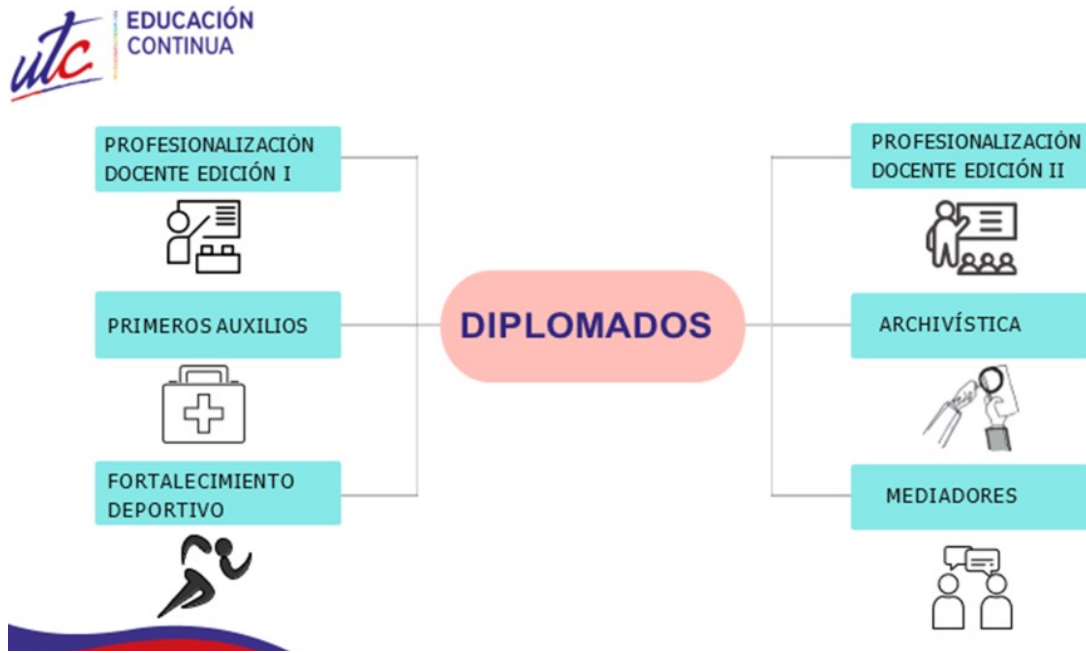 utc
EDUCACIÓN
CONTINUA
PROFESIONALIZACIÓN
DOCENTE EDICIÓN I
PRIMEROS AUXILIOS
FORTALECIMIENTO
DEPORTIVO
DIPLOMADOS
PROFESIONALIZACIÓN
DOCENTE EDICIÓN II
ARCHIVÍSTICA
MEDIADORES